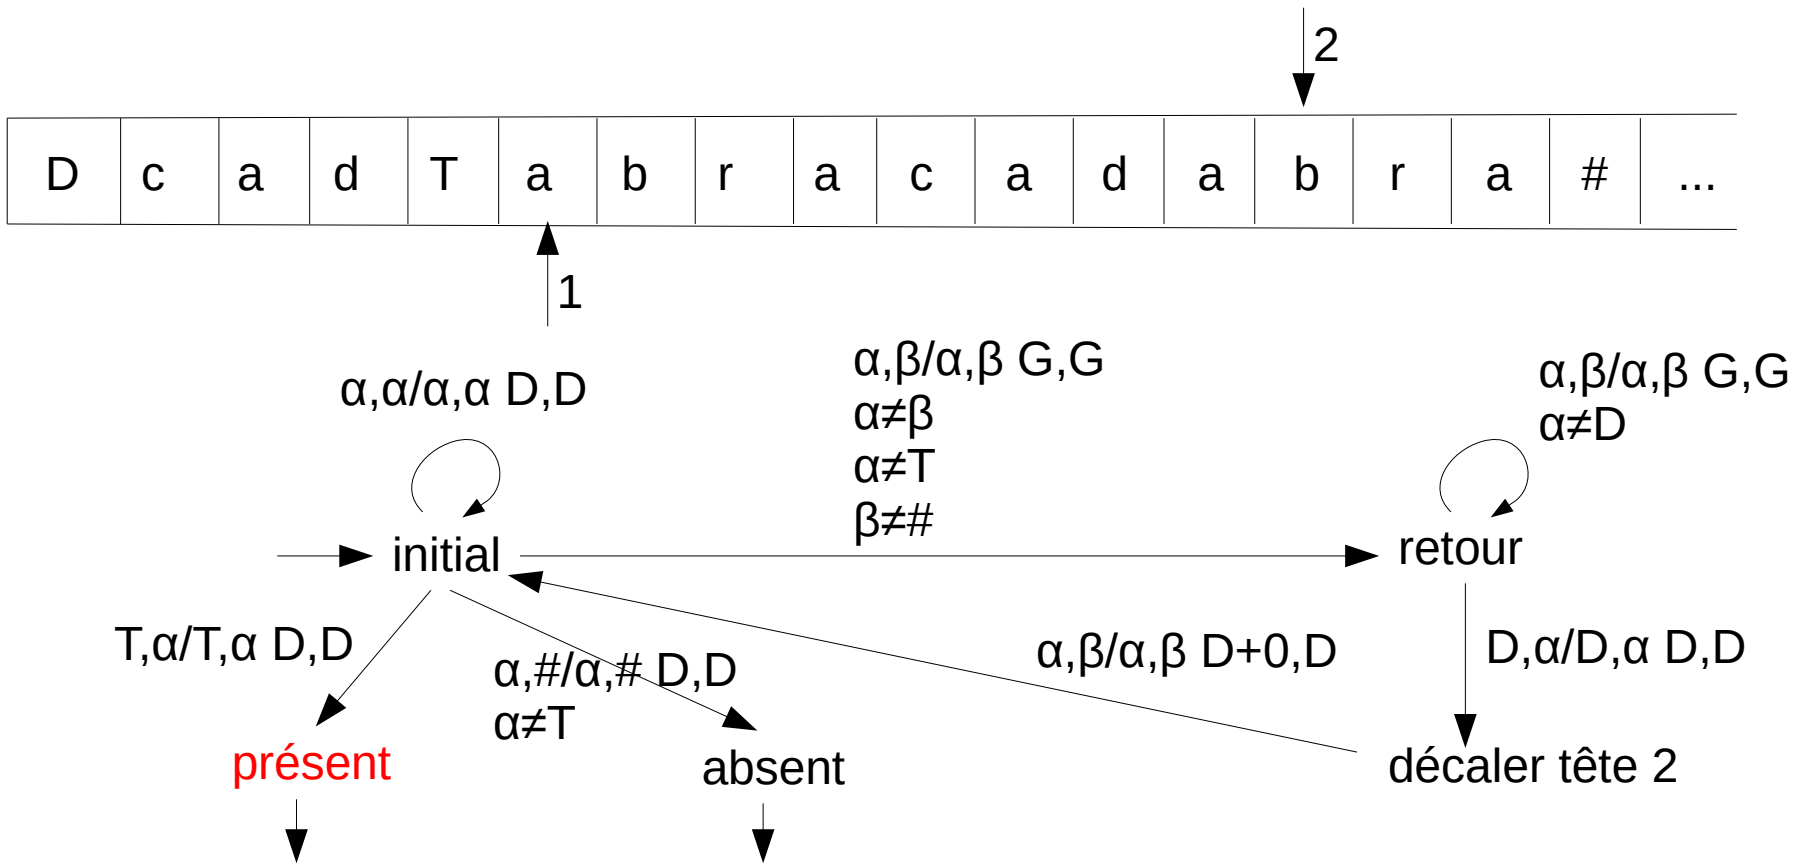 2
D c a d T a b r a c a d a b r a # ...
1
α,α/α,α D,D
α,β/α,β G,G
α≠β
α≠T
β≠#
α,β/α,β G,G
α≠D
initial
retour
T,α/T,α D,D
α,#/α,# D,D
α≠T
α,β/α,β D+0,D
D,α/D,α D,D
présent
absent
décaler tête 2